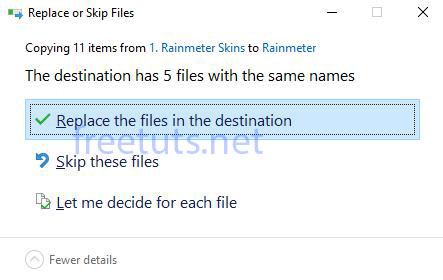 Replace or Skip Files
Copying 11 items from 1. Rainmeter Skins to Rainmeter
The destination has 5 files with the same names
Replace the files in the destination
freetuts.net
Skip these files
Let me decide for each file
Fewer details